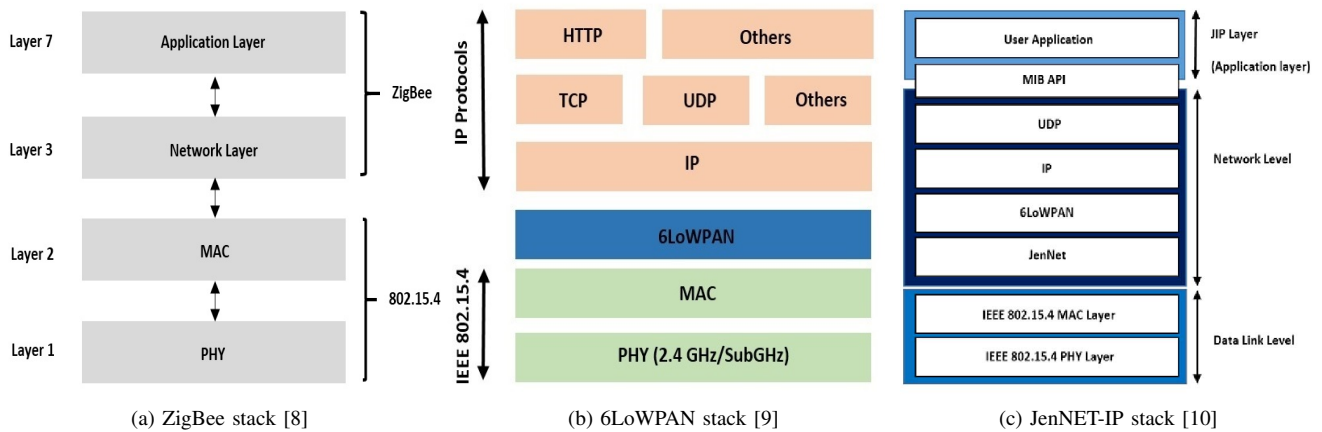 Layer 7
Application Layer
Layer 3
Network Layer
ZigBee
Layer 2
MAC
802.15.4
Layer 1
PHY
(a) ZigBee stack [8]
IP Protocols
HTTP
Others
TCP
UDP
Others
IP
6LoWPAN
IEEE 802.15.4
MAC
PHY (2.4 GHz/SubGHz)
(b) 6LoWPAN stack [9]
User Application
JIP Layer
(Application layer)
MIB API
UDP
IP
Network Level
6LoWPAN
JenNet
IEEE 802.15.4 MAC Layer
Data Link Level
IEEE 802.15.4 PHY Layer
(c) JenNET-IP stack [10]